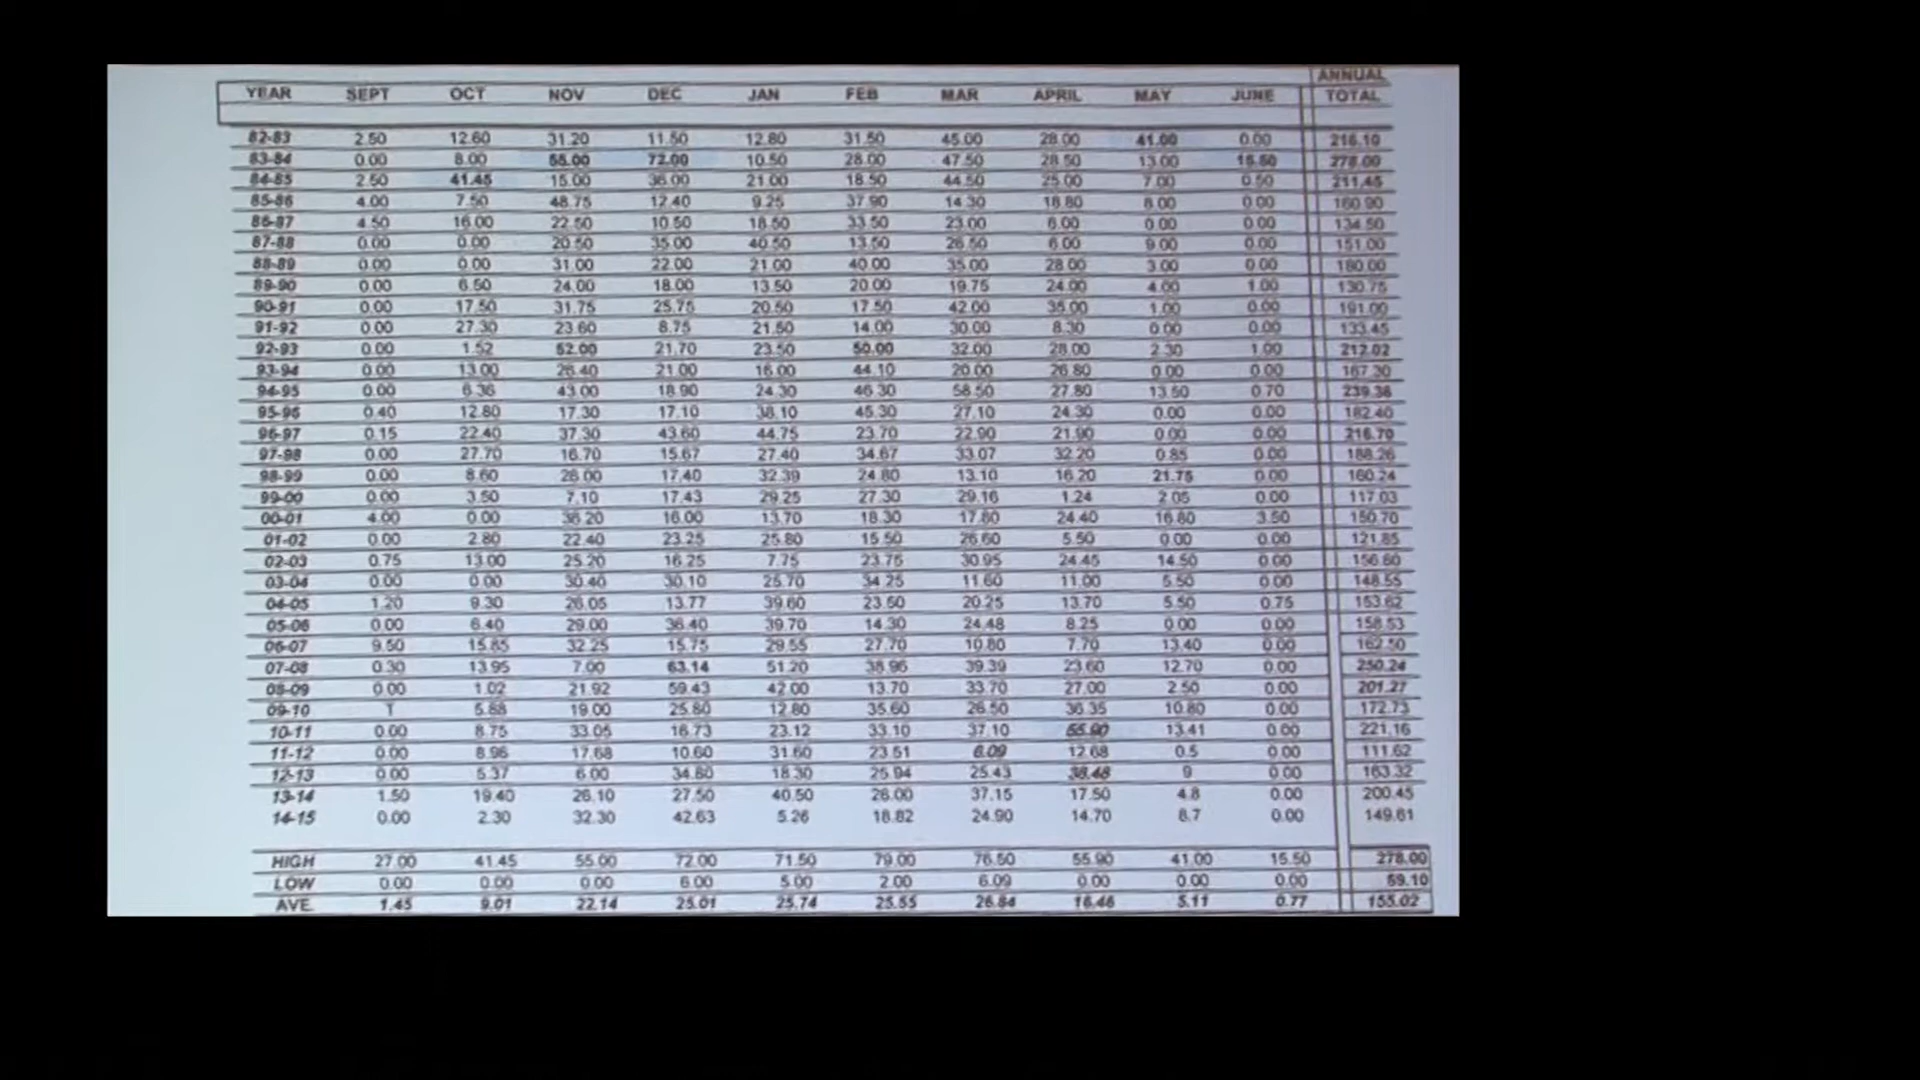 ANNUAL
YEAR SEPT OCT NOV DEC JAN FEB MAR APRIL MAY JUNE TOTAL
82-83 2.50 12.60 31.20 11.50 12.80 31.50 45.00 28.00 41.00 0.00 216.10
83-84 0.00 8.00 55.00 72.00 10.50 28.00 47.50 28.50 13.00 15.50 278.00
84-85 2.50 41.45 15.00 36.00 21.00 18.50 44.50 25.00 7.00 0.50 211.45
85-86 4.00 7.50 48.75 12.40 9.25 37.90 14.30 18.80 8.00 0.00 160.90
86-87 4.50 16.00 22.50 10.50 18.50 33.50 23.00 6.00 0.00 0.00 134.50
87-88 0.00 0.00 20.50 35.00 40.50 13.50 26.50 6.00 9.00 0.00 151.00
88-89 0.00 0.00 31.00 22.00 21.00 40.00 35.00 28.00 3.00 0.00 180.00
89-90 0.00 6.50 24.00 18.00 13.50 20.00 19.75 24.00 4.00 1.00 130.75
90-91 0.00 17.50 31.75 25.75 20.50 17.50 42.00 35.00 1.00 0.00 191.00
91-92 0.00 27.30 23.60 8.75 21.50 14.00 30.00 8.30 0.00 0.00 133.45
92-93 0.00 1.52 52.00 21.70 23.50 50.00 32.00 28.00 2.30 1.00 212.02
93-94 0.00 13.00 26.40 21.00 16.00 44.10 20.00 26.80 0.00 0.00 167.30
94-95 0.00 6.36 43.00 18.90 24.30 46.30 58.50 27.80 13.50 0.70 239.36
95-96 0.40 12.80 17.30 17.10 38.10 45.30 27.10 24.30 0.00 0.00 182.40
96-97 0.15 22.40 37.30 43.60 44.75 23.70 22.90 21.90 0.00 0.00 216.70
97-98 0.00 27.70 16.70 15.67 27.40 34.67 33.07 32.20 0.85 0.00 188.26
98-99 0.00 8.60 26.00 17.40 32.39 24.80 13.10 16.20 21.75 0.00 160.24
99-00 0.00 3.50 7.10 17.43 29.25 27.30 29.16 1.24 2.05 0.00 117.03
00-01 4.00 0.00 36.20 16.00 13.70 18.30 17.80 24.40 16.80 3.50 150.70
01-02 0.00 2.80 22.40 23.25 25.80 15.50 26.60 5.50 0.00 0.00 121.85
02-03 0.75 13.00 25.20 16.25 7.75 23.75 30.95 24.45 14.50 0.00 156.60
03-04 0.00 0.00 30.40 30.10 25.70 34.25 11.60 11.00 5.50 0.00 148.55
04-05 1.20 9.30 26.05 13.77 39.60 23.50 20.25 13.70 5.50 0.75 153.62
05-06 0.00 6.40 29.00 36.40 39.70 14.30 24.48 8.25 0.00 0.00 158.53
06-07 9.50 15.85 32.25 15.75 29.55 27.70 10.80 7.70 13.40 0.00 162.50
07-08 0.30 13.95 7.00 63.14 51.20 38.96 39.39 23.60 12.70 0.00 250.24
08-09 0.00 1.02 21.92 59.43 42.00 13.70 33.70 27.00 2.50 0.00 201.27
09-10 T 5.88 19.00 25.80 12.80 35.60 26.50 36.35 10.80 0.00 172.73
10-11 0.00 8.75 33.05 16.73 23.12 33.10 37.10 55.90 13.41 0.00 221.16
11-12 0.00 8.96 17.68 10.60 31.60 23.51 6.09 12.68 0.5 0.00 111.62
12-13 0.00 5.37 6.00 34.80 18.30 25.94 25.43 38.48 9 0.00 163.32
13-14 1.50 19.40 26.10 27.50 40.50 26.00 37.15 17.50 4.8 0.00 200.45
14-15 0.00 2.30 32.30 42.63 5.26 18.82 24.90 14.70 8.7 0.00 149.61
HIGH 27.00 41.45 55.00 72.00 71.50 79.00 76.50 55.90 41.00 15.50 278.00
LOW 0.00 0.00 0.00 6.00 5.00 2.00 6.09 0.00 0.00 0.00 59.10
AVE 1.45 9.01 22.14 25.01 25.74 25.55 26.84 16.46 5.11 0.77 155.02